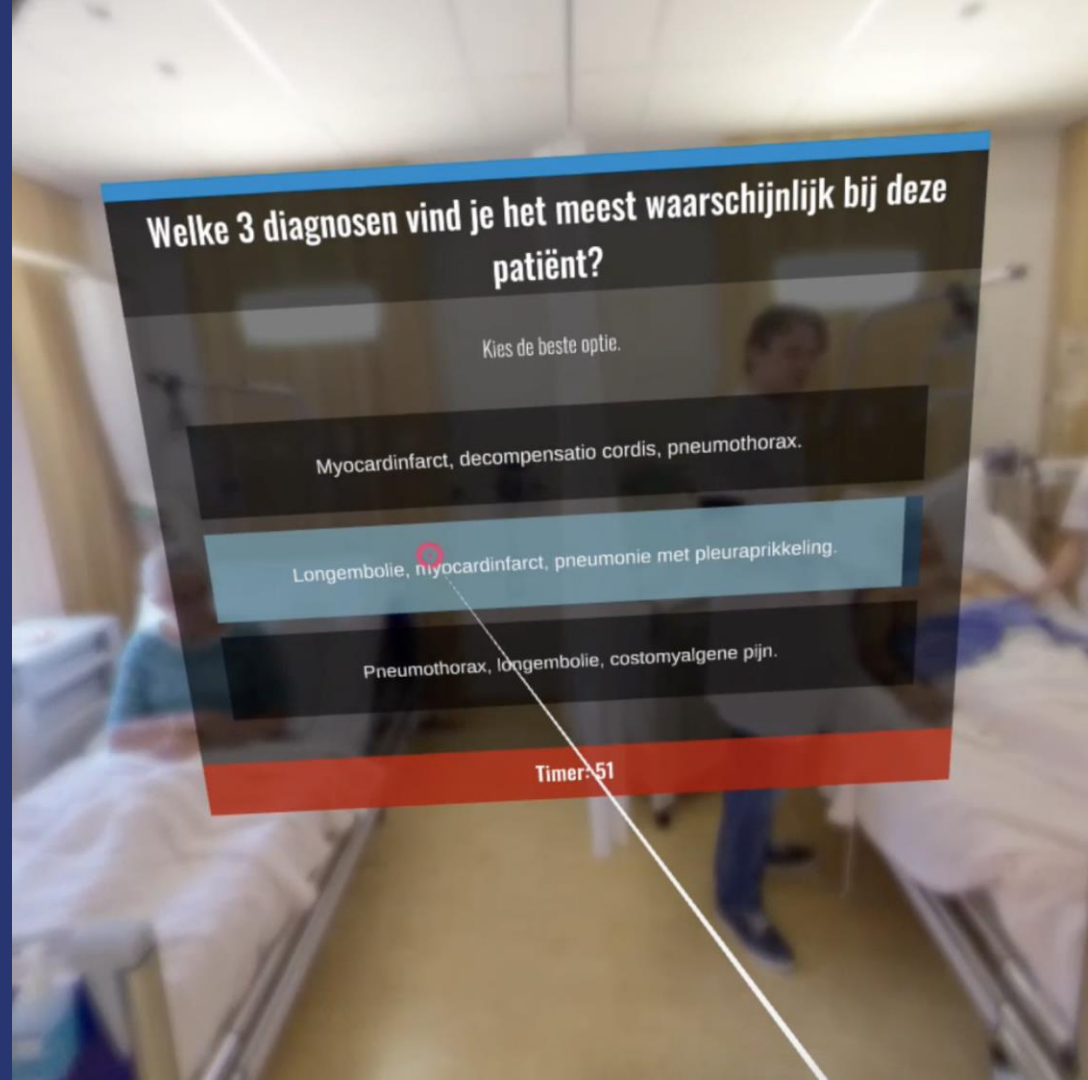 Welke 3 diagnosen vind je het meest waarschijnlijk bij deze
patiënt?
Kies de beste optie.
Myocardinfarct, decompensatio cordis, pneumothorax.
Longembolie, myocardinfarct, pneumonie met pleuraprikkeling.
Pneumothorax, longembolie, costomyalgene pijn.
Timer: 51